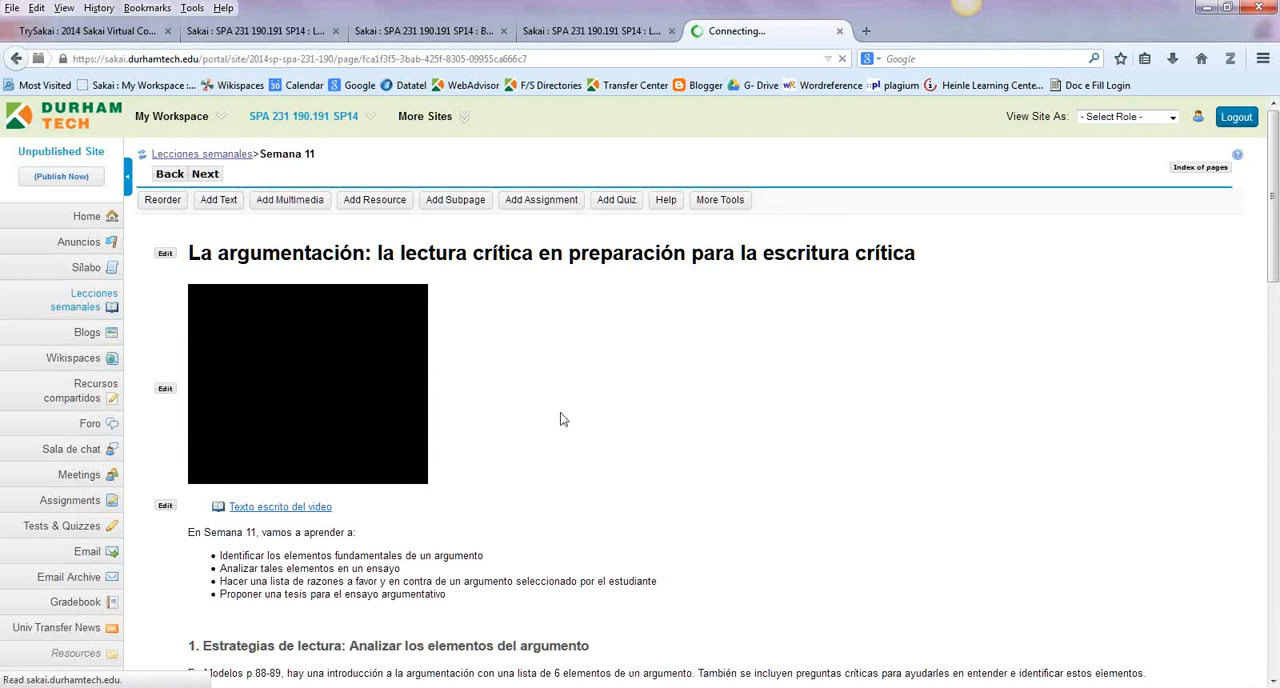 File Edit View History Bookmarks Tools Help
TrySakai : 2014 Sakai Virtual Co... × Sakai : SPA 231 190.191 SP14 : L... × Sakai : SPA 231 190.191 SP14 : B... × Sakai : SPA 231 190.191 SP14 : L... × Connecting... × +
https://sakai.durhamtech.edu/portal/site/2014sp-spa-231-190/page/fca1f3f5-3bab-425f-8305-09955ca666c7 Google
Most Visited Sakai : My Workspace :... Wikispaces Calendar Google Datatel WebAdvisor F/S Directories Transfer Center Blogger G- Drive Wordreference plagium Heinle Learning Cente... Doc e Fill Login
DURHAM
TECH
My Workspace SPA 231 190.191 SP14 More Sites View Site As: - Select Role - Logout
Unpublished Site
(Publish Now)
Lecciones semanales>Semana 11
Back Next
Index of pages
Reorder Add Text Add Multimedia Add Resource Add Subpage Add Assignment Add Quiz Help More Tools
Home
Anuncios
Sílabo
Lecciones
semanales
Blogs
Wikispaces
Recursos
compartidos
Foro
Sala de chat
Meetings
Assignments
Tests & Quizzes
Email
Email Archive
Gradebook
Univ Transfer News
Resources
Edit La argumentación: la lectura crítica en preparación para la escritura crítica
Edit
Edit Texto escrito del video
En Semana 11, vamos a aprender a:
• Identificar los elementos fundamentales de un argumento
• Analizar tales elementos en un ensayo
• Hacer una lista de razones a favor y en contra de un argumento seleccionado por el estudiante
• Proponer una tesis para el ensayo argumentativo
1. Estrategias de lectura: Analizar los elementos del argumento
Modelos p.88-89, hay una introducción a la argumentación con una lista de 6 elementos de un argumento. También se incluyen preguntas críticas para ayudarles en entender e identificar estos elementos.
Read sakai.durhamtech.edu.